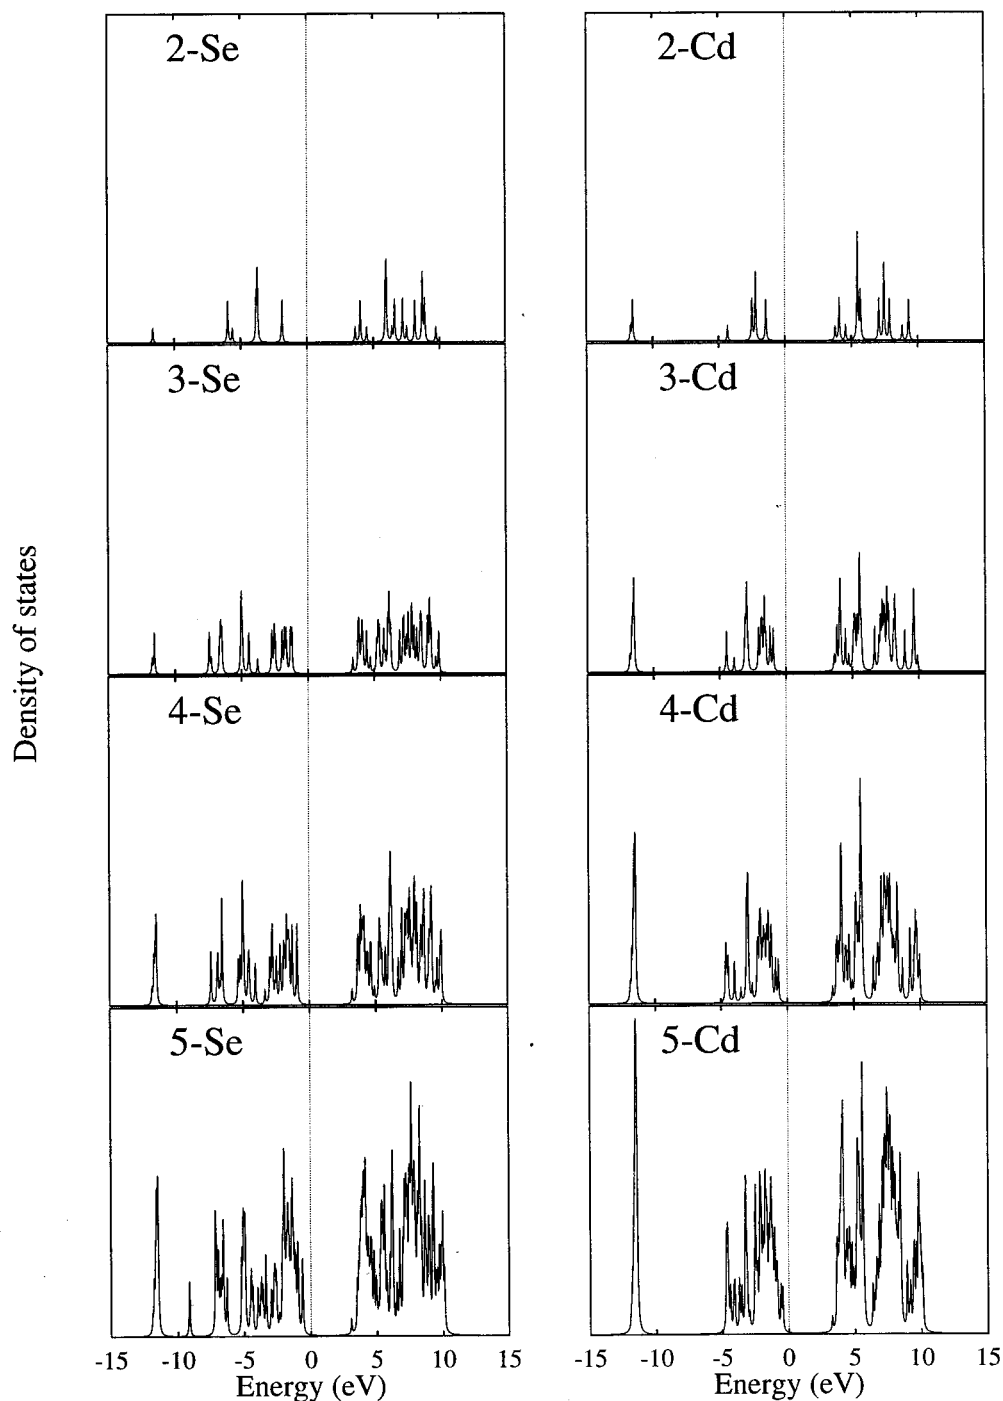 2-Se
2-Cd
3-Se
3-Cd
4-Se
4-Cd
5-Se
5-Cd
Density of states
-15 -10 -5 0 5 10 15
-15 -10 -5 0 5 10 15
Energy (eV)
Energy (eV)